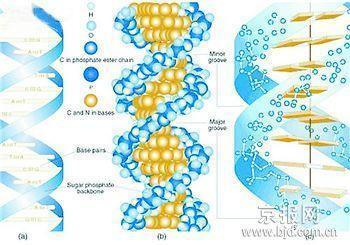 H
O
C in phosphate ester chain
P
C and N in bases
Minor
groove
Major
groove
Base pairs
Sugar phosphate
backbone
(a)
(b)
京报网
www.bjd.com.cn